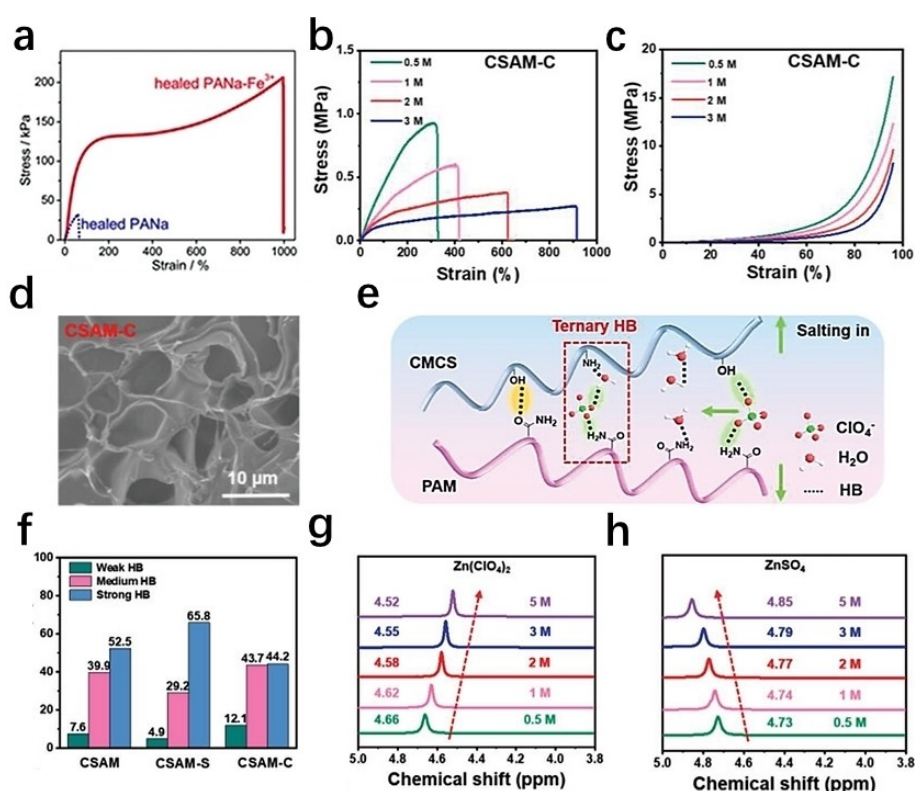 a
200
150
100
50
0
Stress / kPa
healed PANa-Fe³⁺
healed PANa
0 200 400 600 800 1000
Strain / %
b
1.5
1.0
0.5
0.0
Stress (MPa)
CSAM-C
0.5 M
1 M
2 M
3 M
0 200 400 600 800 1000
Strain (%)
c
20
15
10
5
0
Stress (MPa)
CSAM-C
0.5 M
1 M
2 M
3 M
0 20 40 60 80 100
Strain (%)
d
CSAM-C
10 µm
e
Ternary HB
Salting in
CMCS
OH
NH₂
OH
O NH₂
H₂N O
O NH₂
H₂N O
PAM
ClO₄⁻
H₂O
HB
f
100
80
60
40
20
0
Weak HB
Medium HB
Strong HB
7.6 39.9 52.5
4.9 29.2 65.8
12.1 43.7 44.2
CSAM CSAM-S CSAM-C
g
Zn(ClO₄)₂
4.52 5 M
4.55 3 M
4.58 2 M
4.62 1 M
4.66 0.5 M
5.0 4.8 4.6 4.4 4.2 4.0 3.8
Chemical shift (ppm)
h
ZnSO₄
4.85 5 M
4.79 3 M
4.77 2 M
4.74 1 M
4.73 0.5 M
5.0 4.8 4.6 4.4 4.2 4.0 3.8
Chemical shift (ppm)